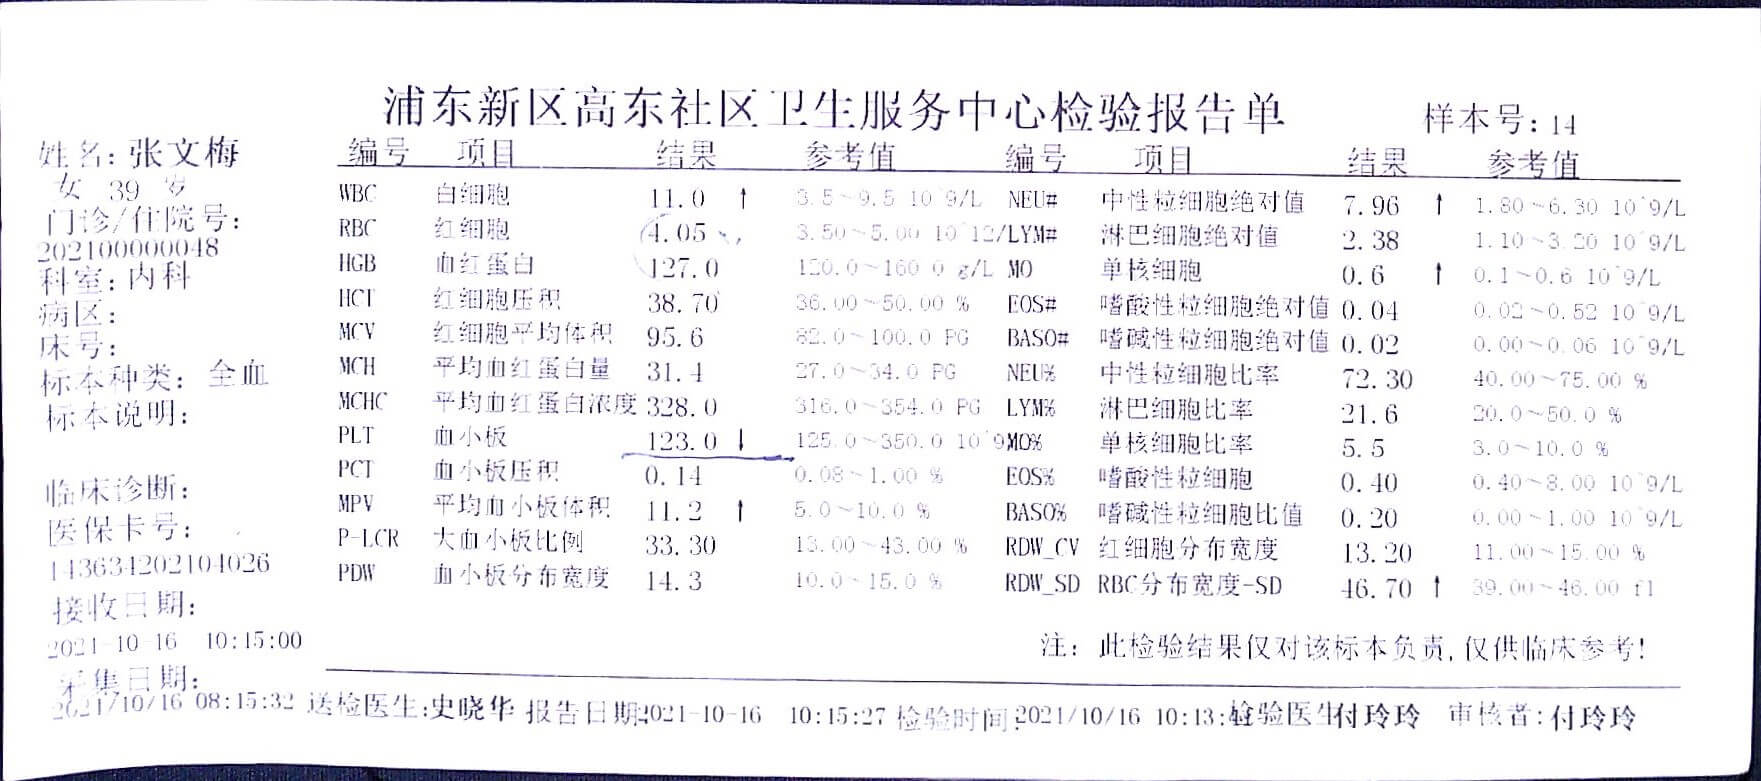 浦东新区高东社区卫生服务中心检验报告单
样本号: 14
姓名: 张文梅
女 39 岁
门诊/住院号:
202100000048
科室: 内科
病区:
床号:
标本种类: 全血
标本说明:
临床诊断:
医保卡号:
143634202104026
接收日期:
2021-10-16 10:15:00
采集日期:
2021/10/16 08:15:32
编号 项目 结果 参考值
WBC 白细胞 11.0 ↑ 3.5~9.5 10^9/L
RBC 红细胞 4.05 3.50~5.00 10^12/
HGB 血红蛋白 127.0 120.0~160.0 g/L
HCT 红细胞压积 38.70 36.00~50.00 %
MCV 红细胞平均体积 95.6 82.0~100.0 PG
MCH 平均血红蛋白量 31.4 27.0~34.0 PG
MCHC 平均血红蛋白浓度 328.0 316.0~354.0 PG
PLT 血小板 123.0 ↓ 125.0~350.0 10^9
PCT 血小板压积 0.14 0.08~1.00 %
MPV 平均血小板体积 11.2 ↑ 5.0~10.0 %
P-LCR 大血小板比例 33.30 13.00~43.00 %
PDW 血小板分布宽度 14.3 10.0~15.0 %
编号 项目 结果 参考值
NEU# 中性粒细胞绝对值 7.96 ↑ 1.80~6.30 10^9/L
LYM# 淋巴细胞绝对值 2.38 1.10~3.20 10^9/L
MO 单核细胞 0.6 ↑ 0.1~0.6 10^9/L
EOS# 嗜酸性粒细胞绝对值 0.04 0.02~0.52 10^9/L
BASO# 嗜碱性粒细胞绝对值 0.02 0.00~0.06 10^9/L
NEU% 中性粒细胞比率 72.30 40.00~75.00 %
LYM% 淋巴细胞比率 21.6 20.0~50.0 %
MO% 单核细胞比率 5.5 3.0~10.0 %
EOS% 嗜酸性粒细胞 0.40 0.40~8.00 10^9/L
BASO% 嗜碱性粒细胞比值 0.20 0.00~1.00 10^9/L
RDW_CV 红细胞分布宽度 13.20 11.00~15.00 %
RDW_SD RBC分布宽度-SD 46.70 ↑ 39.00~46.00 fl
注: 此检验结果仅对该标本负责,仅供临床参考!
送检医生:史晓华 报告日期:2021-10-16 10:15:27 检验时间:2021/10/16 10:13: 检验医生付玲玲 审核者:付玲玲